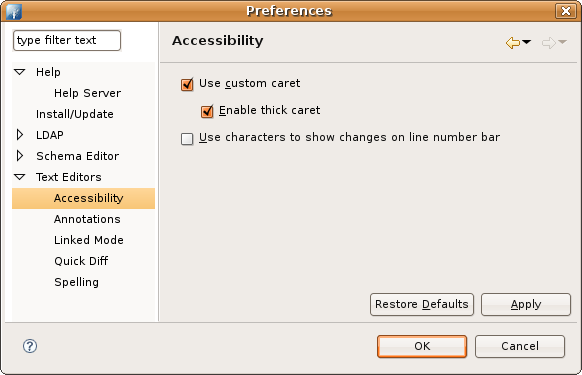 Preferences
type filter text
Accessibility
Help
Help Server
Install/Update
LDAP
Schema Editor
Text Editors
Accessibility
Annotations
Linked Mode
Quick Diff
Spelling
Use custom caret
Enable thick caret
Use characters to show changes on line number bar
Restore Defaults
Apply
?
OK
Cancel